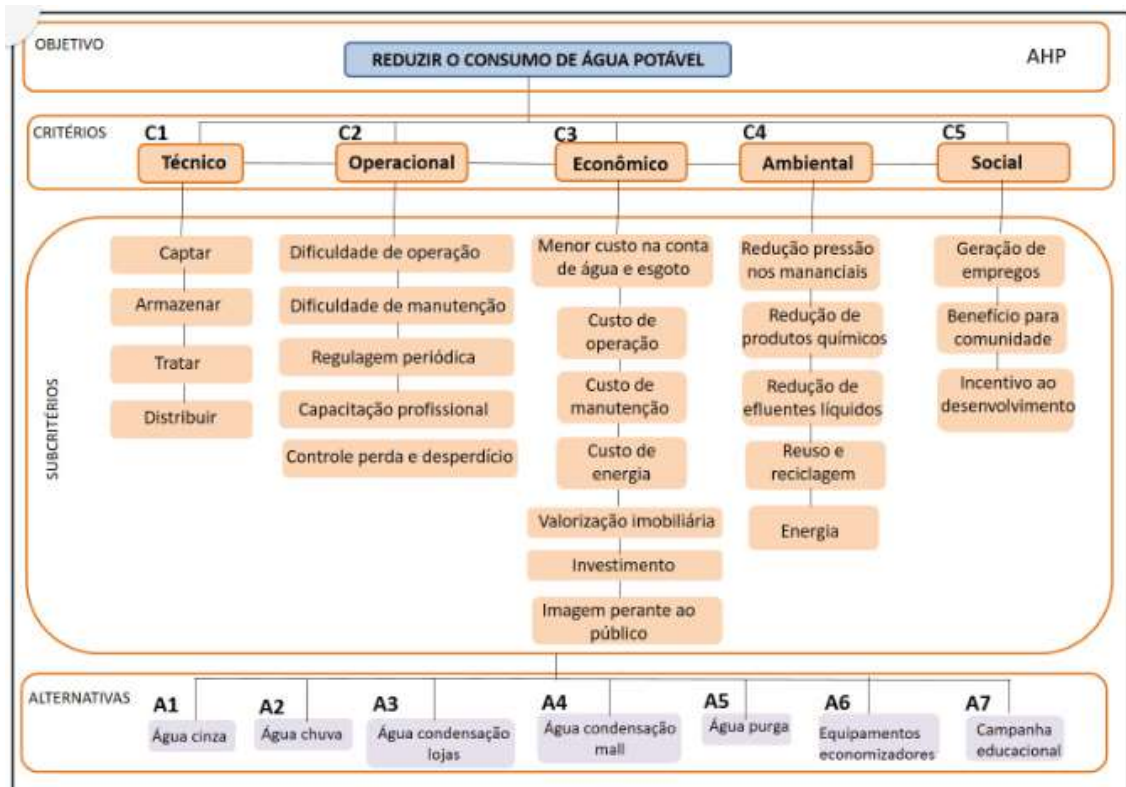 OBJETIVO
REDUZIR O CONSUMO DE ÁGUA POTÁVEL
AHP
CRITÉRIOS
C1
Técnico
C2
Operacional
C3
Econômico
C4
Ambiental
C5
Social
SUBCRITÉRIOS
Captar
Armazenar
Tratar
Distribuir
Dificuldade de operação
Dificuldade de manutenção
Regulagem periódica
Capacitação profissional
Controle perda e desperdício
Menor custo na conta
de água e esgoto
Custo de
operação
Custo de
manutenção
Custo de
energia
Valorização imobiliária
Investimento
Imagem perante ao
público
Redução pressão
nos mananciais
Redução de
produtos químicos
Redução de
efluentes líquidos
Reuso e
reciclagem
Energia
Geração de
empregos
Benefício para
comunidade
Incentivo ao
desenvolvimento
ALTERNATIVAS
A1
Água cinza
A2
Água chuva
A3
Água condensação
lojas
A4
Água condensação
mall
A5
Água purga
A6
Equipamentos
economizadores
A7
Campanha
educacional